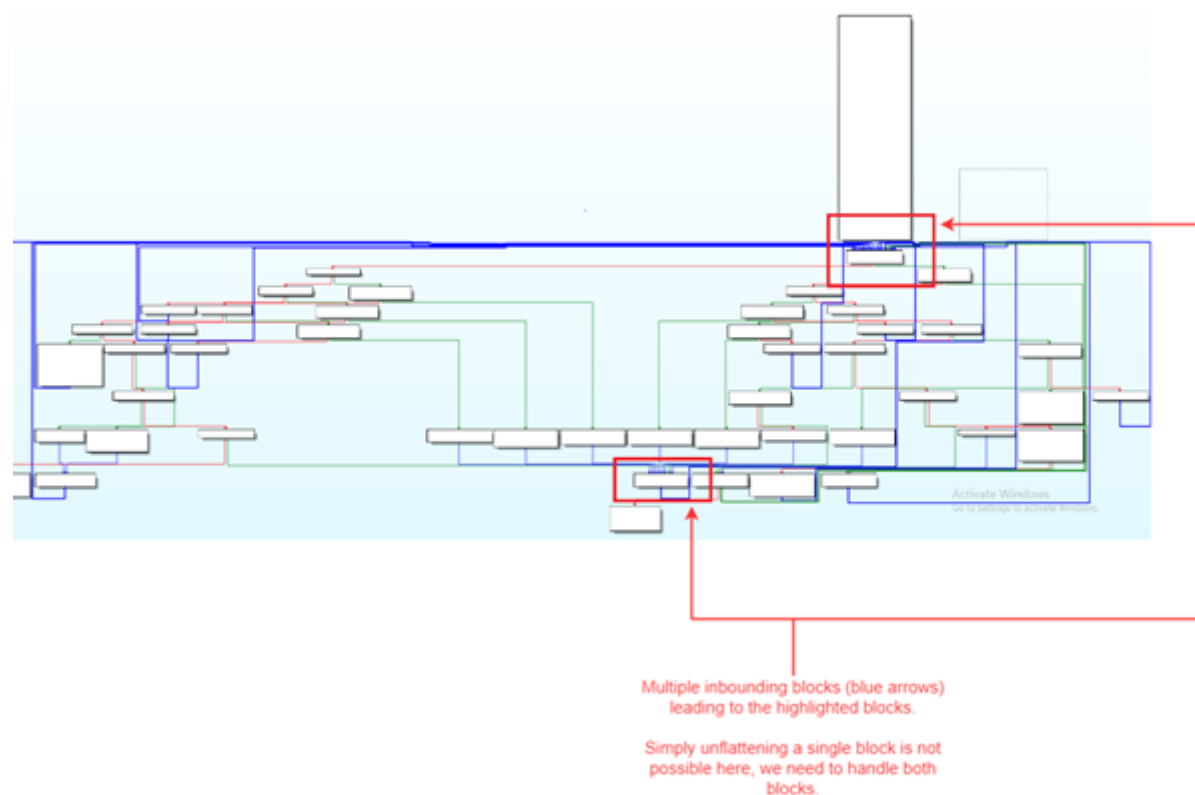 Activate Windows
Go to Settings to activate Windows.
Multiple inbounding blocks (blue arrows)
leading to the highlighted blocks.
Simply unflattening a single block is not
possible here, we need to handle both
blocks.